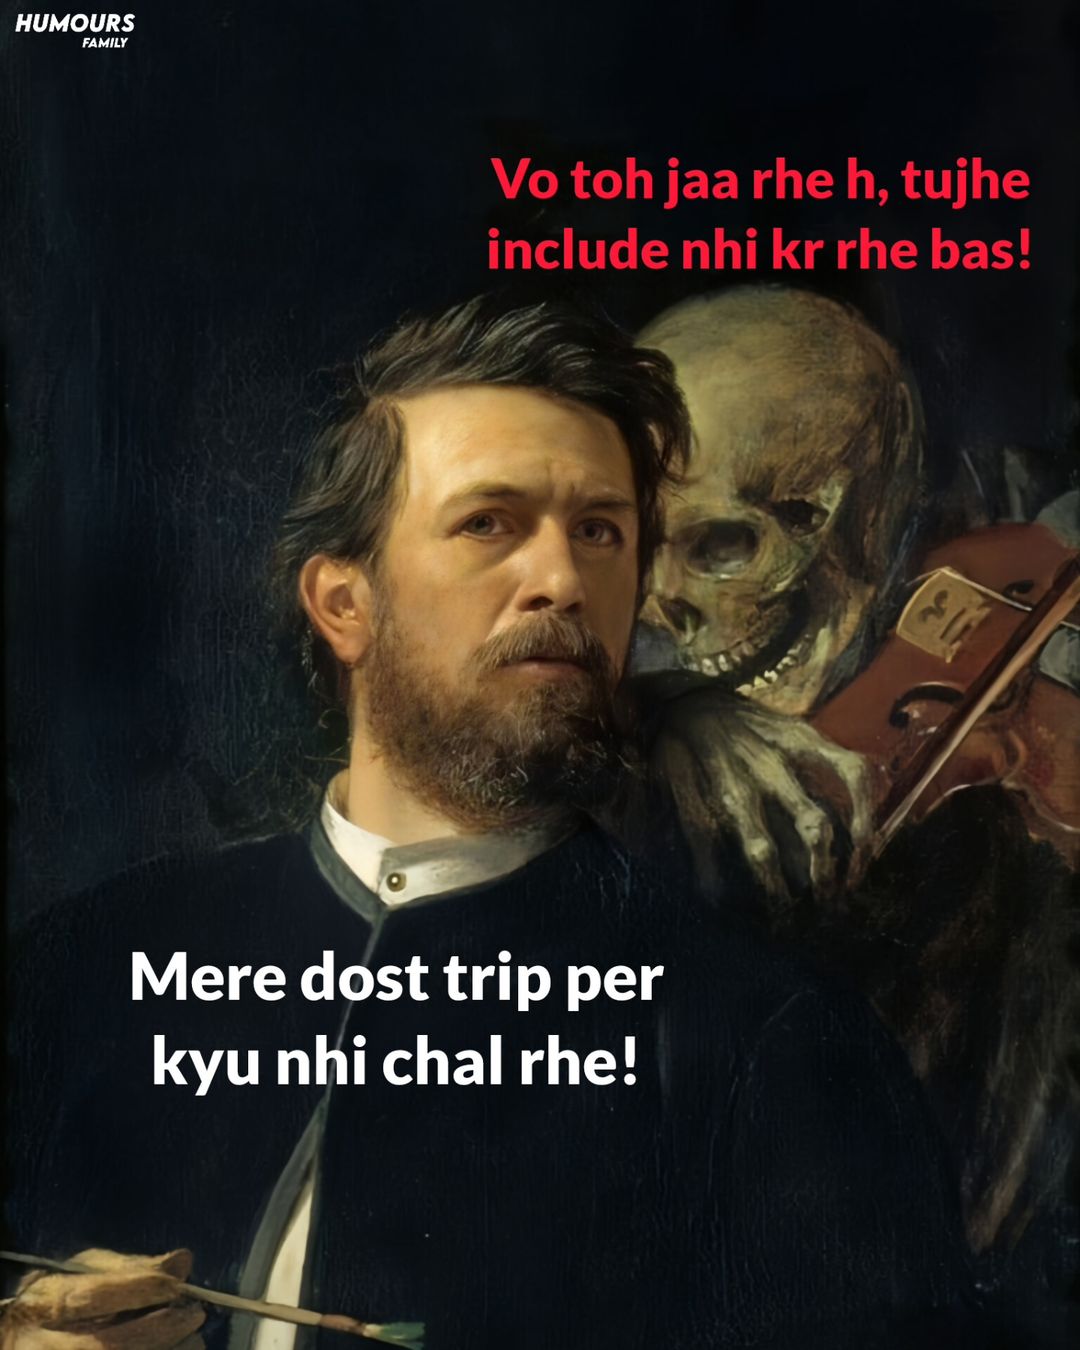 HUMOURS
FAMILY
Vo toh jaa rhe h, tujhe
include nhi kr rhe bas!
Mere dost trip per
kyu nhi chal rhe!